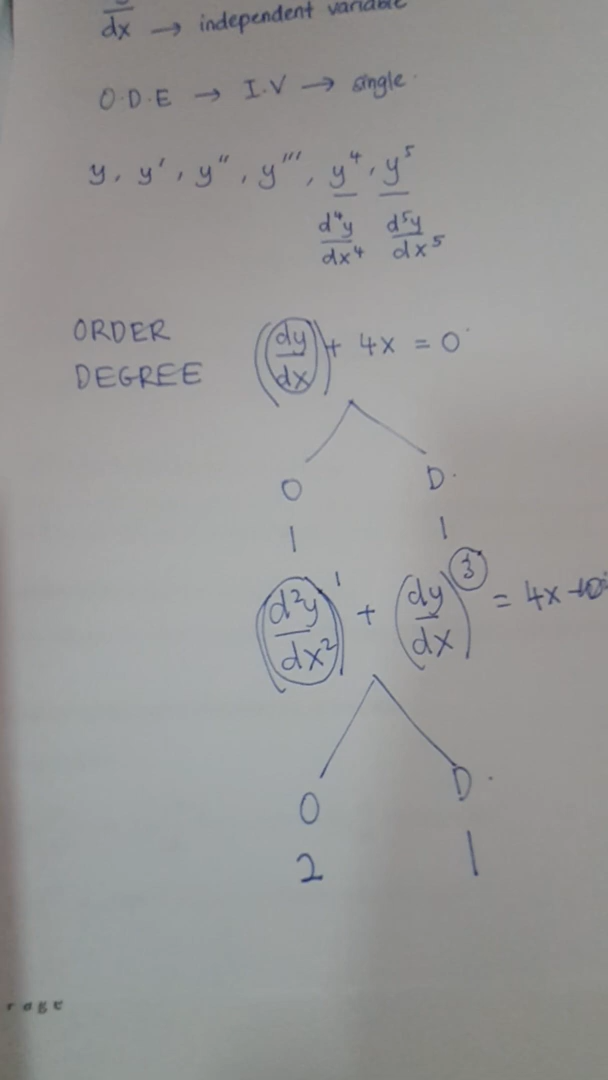 dx → independent variable
O.D.E → I.V → single.
y, y', y'', y''', y⁴, y⁵
d⁴y/dx⁴ d⁵y/dx⁵
ORDER
DEGREE
(dy/dx) + 4x = 0
O D.
1 1
(d²y/dx²)¹ + (dy/dx)³ = 4x
O D.
2 1